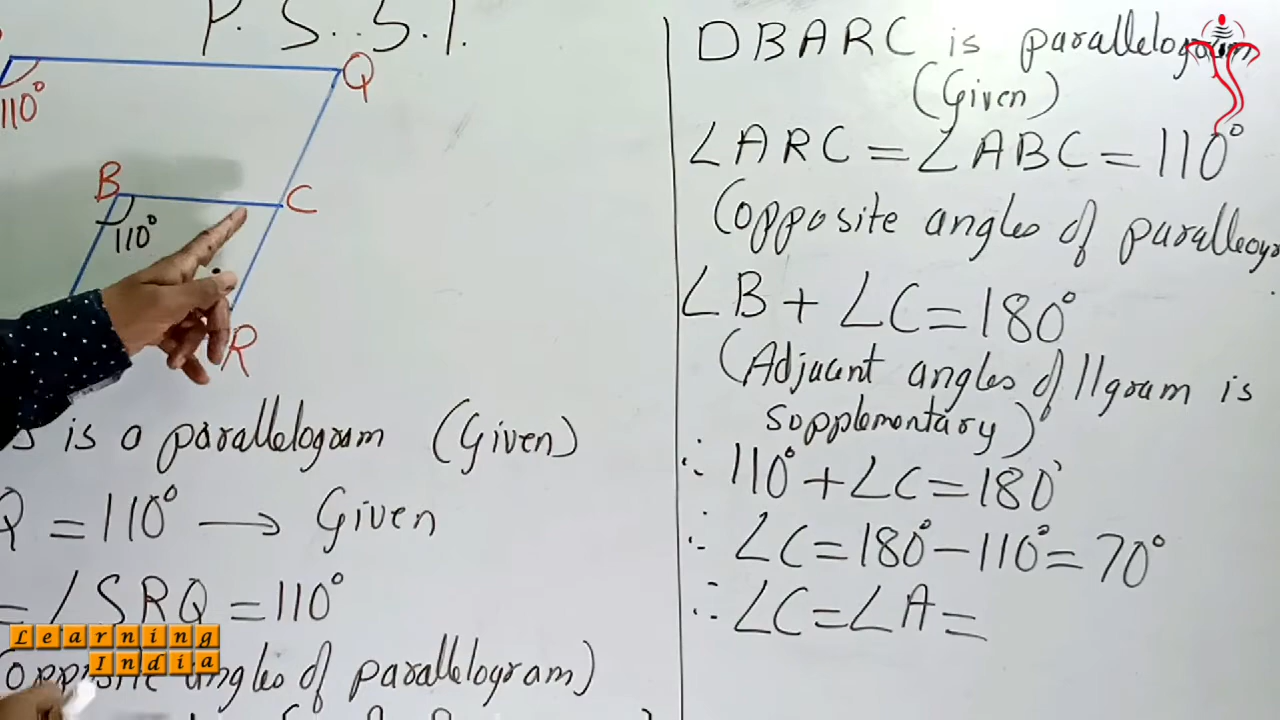 P. S. 5.1.
Q
110°
B
C
110°
R
S is a parallelogram (Given)
Q = 110° → Given
= ∠SRQ = 110°
(opposite angles of parallelogram)
DBARC is parallelogram
(Given)
∠ARC = ∠ABC = 110°
(opposite angles of paralleogr
∠B + ∠C = 180°
(Adjuant angles of llgram is
supplementary)
∴ 110° + ∠C = 180°
∴ ∠C = 180° - 110° = 70°
∴ ∠C = ∠A =
Learning
India